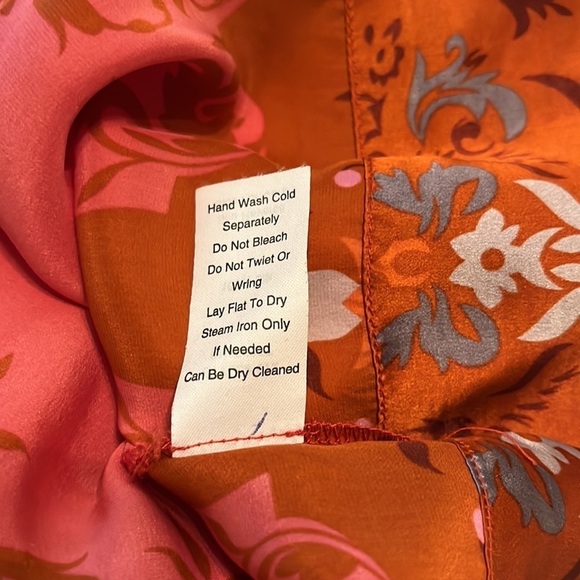 Hand Wash Cold
Separately
Do Not Bleach
Do Not Twiet Or
Wring
Lay Flat To Dry
Steam Iron Only
If Needed
Can Be Dry Cleaned